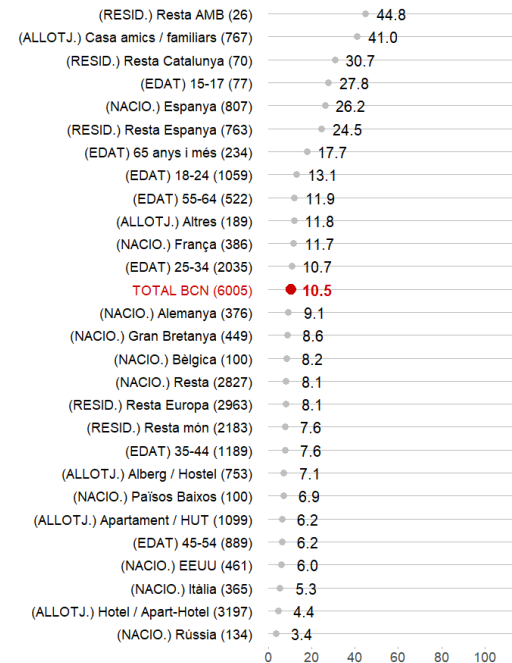 (RESID.) Resta AMB (26) 44.8
(ALLOTJ.) Casa amics / familiars (767) 41.0
(RESID.) Resta Catalunya (70) 30.7
(EDAT) 15-17 (77) 27.8
(NACIO.) Espanya (807) 26.2
(RESID.) Resta Espanya (763) 24.5
(EDAT) 65 anys i més (234) 17.7
(EDAT) 18-24 (1059) 13.1
(EDAT) 55-64 (522) 11.9
(ALLOTJ.) Altres (189) 11.8
(NACIO.) França (386) 11.7
(EDAT) 25-34 (2035) 10.7
TOTAL BCN (6005) 10.5
(NACIO.) Alemanya (376) 9.1
(NACIO.) Gran Bretanya (449) 8.6
(NACIO.) Bèlgica (100) 8.2
(NACIO.) Resta (2827) 8.1
(RESID.) Resta Europa (2963) 8.1
(RESID.) Resta món (2183) 7.6
(EDAT) 35-44 (1189) 7.6
(ALLOTJ.) Alberg / Hostel (753) 7.1
(NACIO.) Països Baixos (100) 6.9
(ALLOTJ.) Apartament / HUT (1099) 6.2
(EDAT) 45-54 (889) 6.2
(NACIO.) EEUU (461) 6.0
(NACIO.) Itàlia (365) 5.3
(ALLOTJ.) Hotel / Apart-Hotel (3197) 4.4
(NACIO.) Rússia (134) 3.4
0 20 40 60 80 100